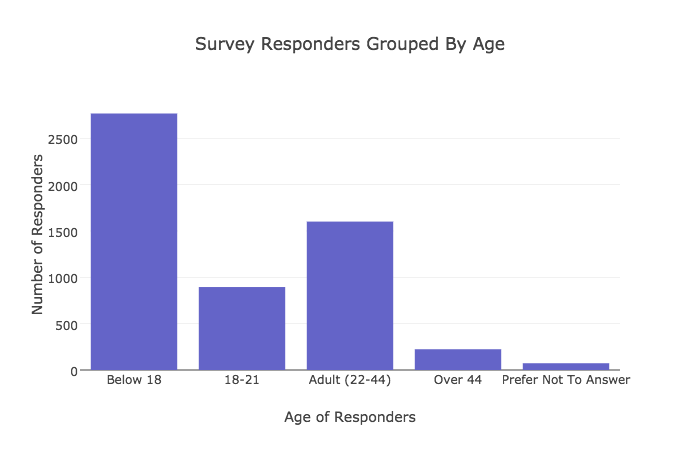 Survey Responders Grouped By Age
Number of Responders
2500
2000
1500
1000
500
0
Below 18
18-21
Adult (22-44)
Over 44
Prefer Not To Answer
Age of Responders